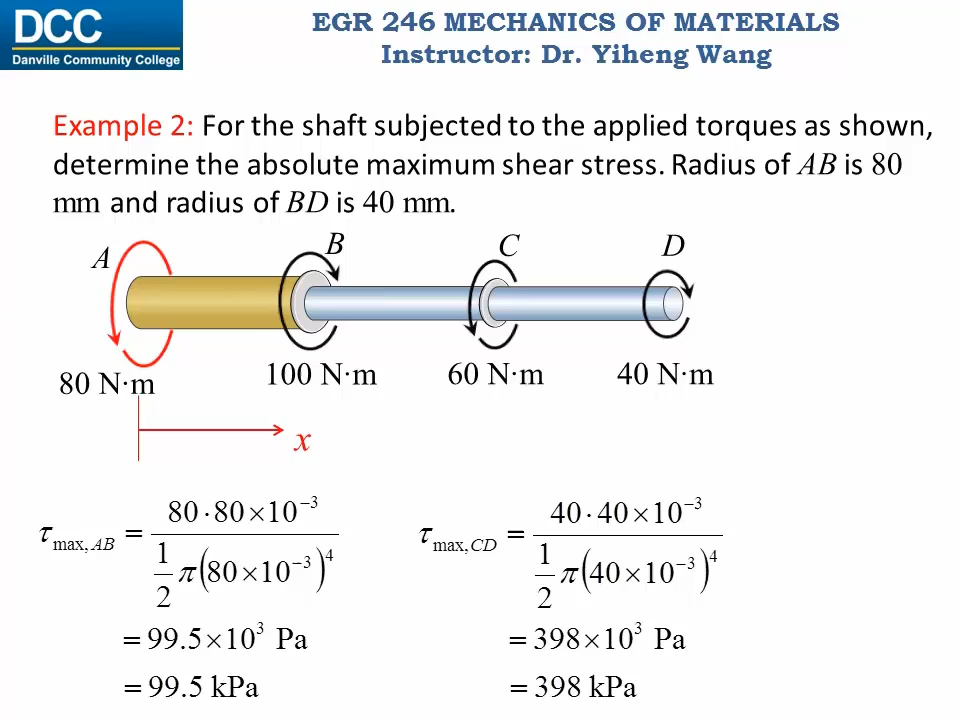 DCC
Danville Community College
EGR 246 MECHANICS OF MATERIALS
Instructor: Dr. Yiheng Wang
Example 2: For the shaft subjected to the applied torques as shown,
determine the absolute maximum shear stress. Radius of AB is 80
mm and radius of BD is 40 mm.
A B C D
80 N·m 100 N·m 60 N·m 40 N·m
x
τmax, AB = 80·80×10⁻³ / (1/2 π(80×10⁻³)⁴)
= 99.5×10³ Pa
= 99.5 kPa
τmax, CD = 40·40×10⁻³ / (1/2 π(40×10⁻³)⁴)
= 398×10³ Pa
= 398 kPa